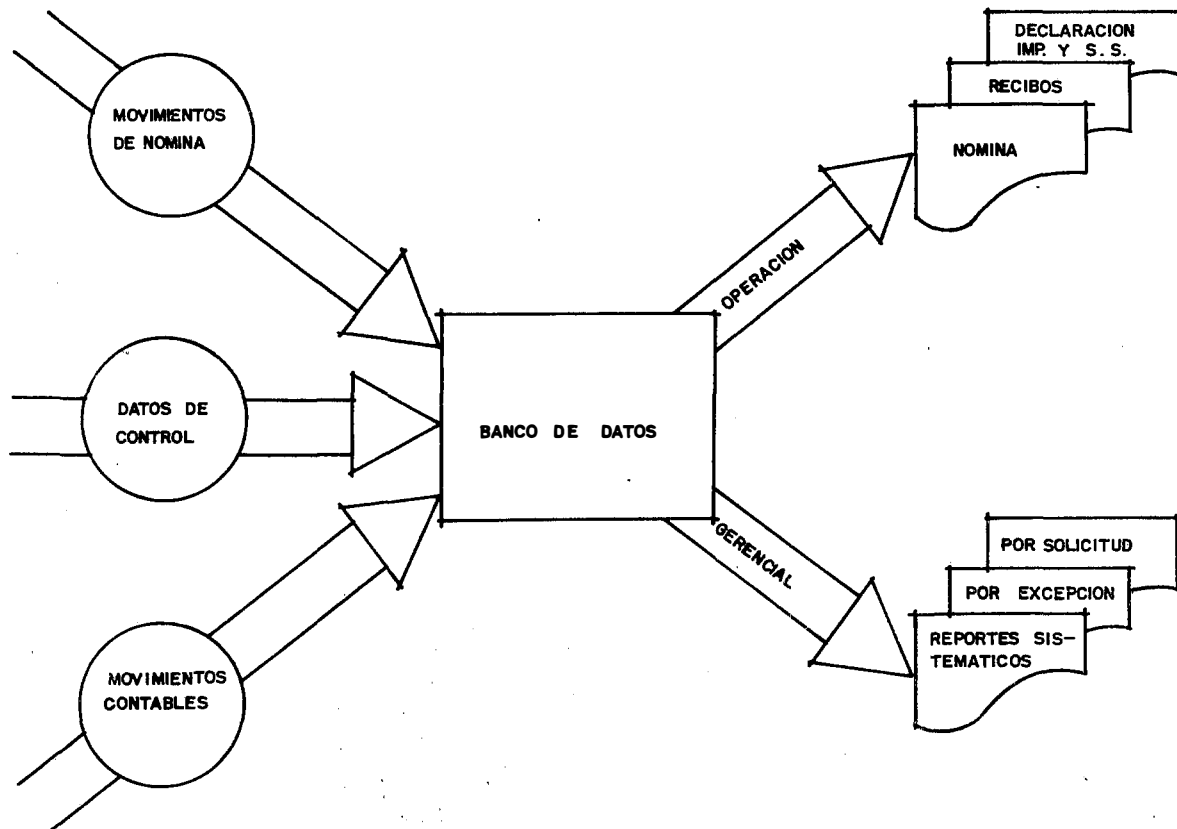 DECLARACION
IMP. Y S.S.
RECIBOS
NOMINA
MOVIMIENTOS
DE NOMINA
OPERACION
DATOS DE
CONTROL
BANCO DE DATOS
GERENCIAL
POR SOLICITUD
POR EXCEPCION
REPORTES SIS-
TEMATICOS
MOVIMIENTOS
CONTABLES